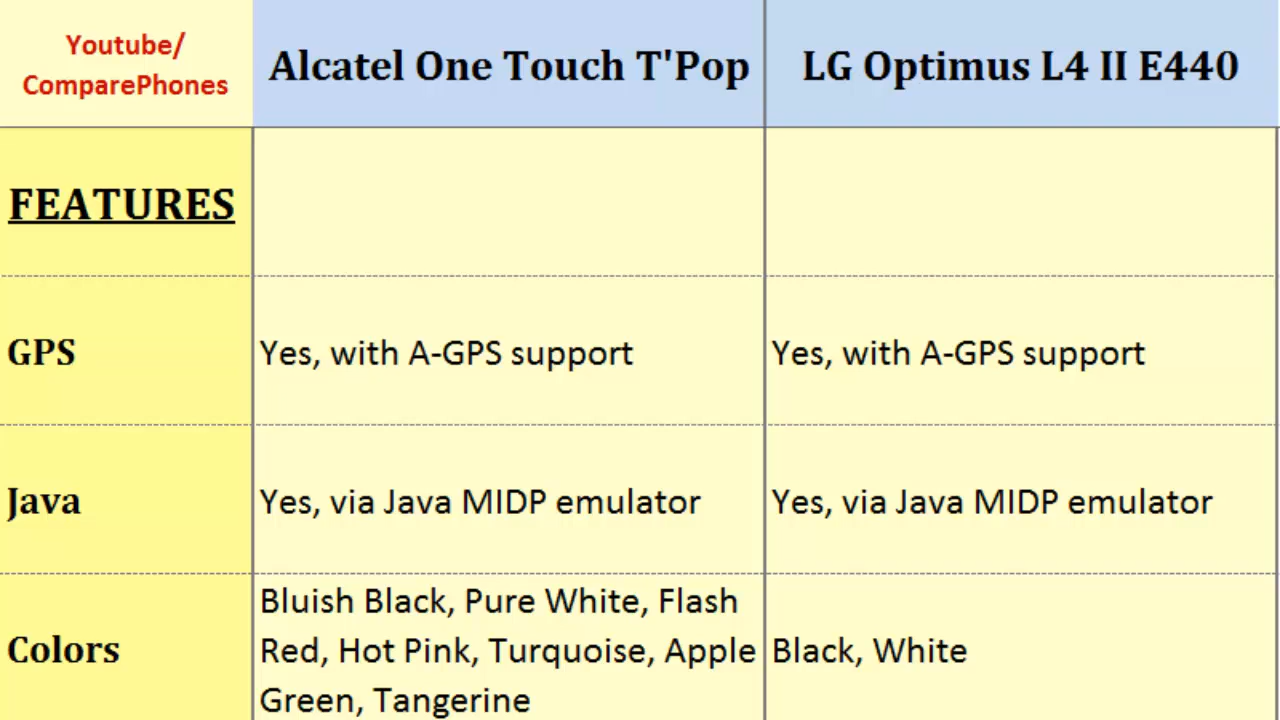 Youtube/
ComparePhones
Alcatel One Touch T'Pop
LG Optimus L4 II E440
FEATURES
GPS
Yes, with A-GPS support
Yes, with A-GPS support
Java
Yes, via Java MIDP emulator
Yes, via Java MIDP emulator
Colors
Bluish Black, Pure White, Flash
Red, Hot Pink, Turquoise, Apple
Green, Tangerine
Black, White